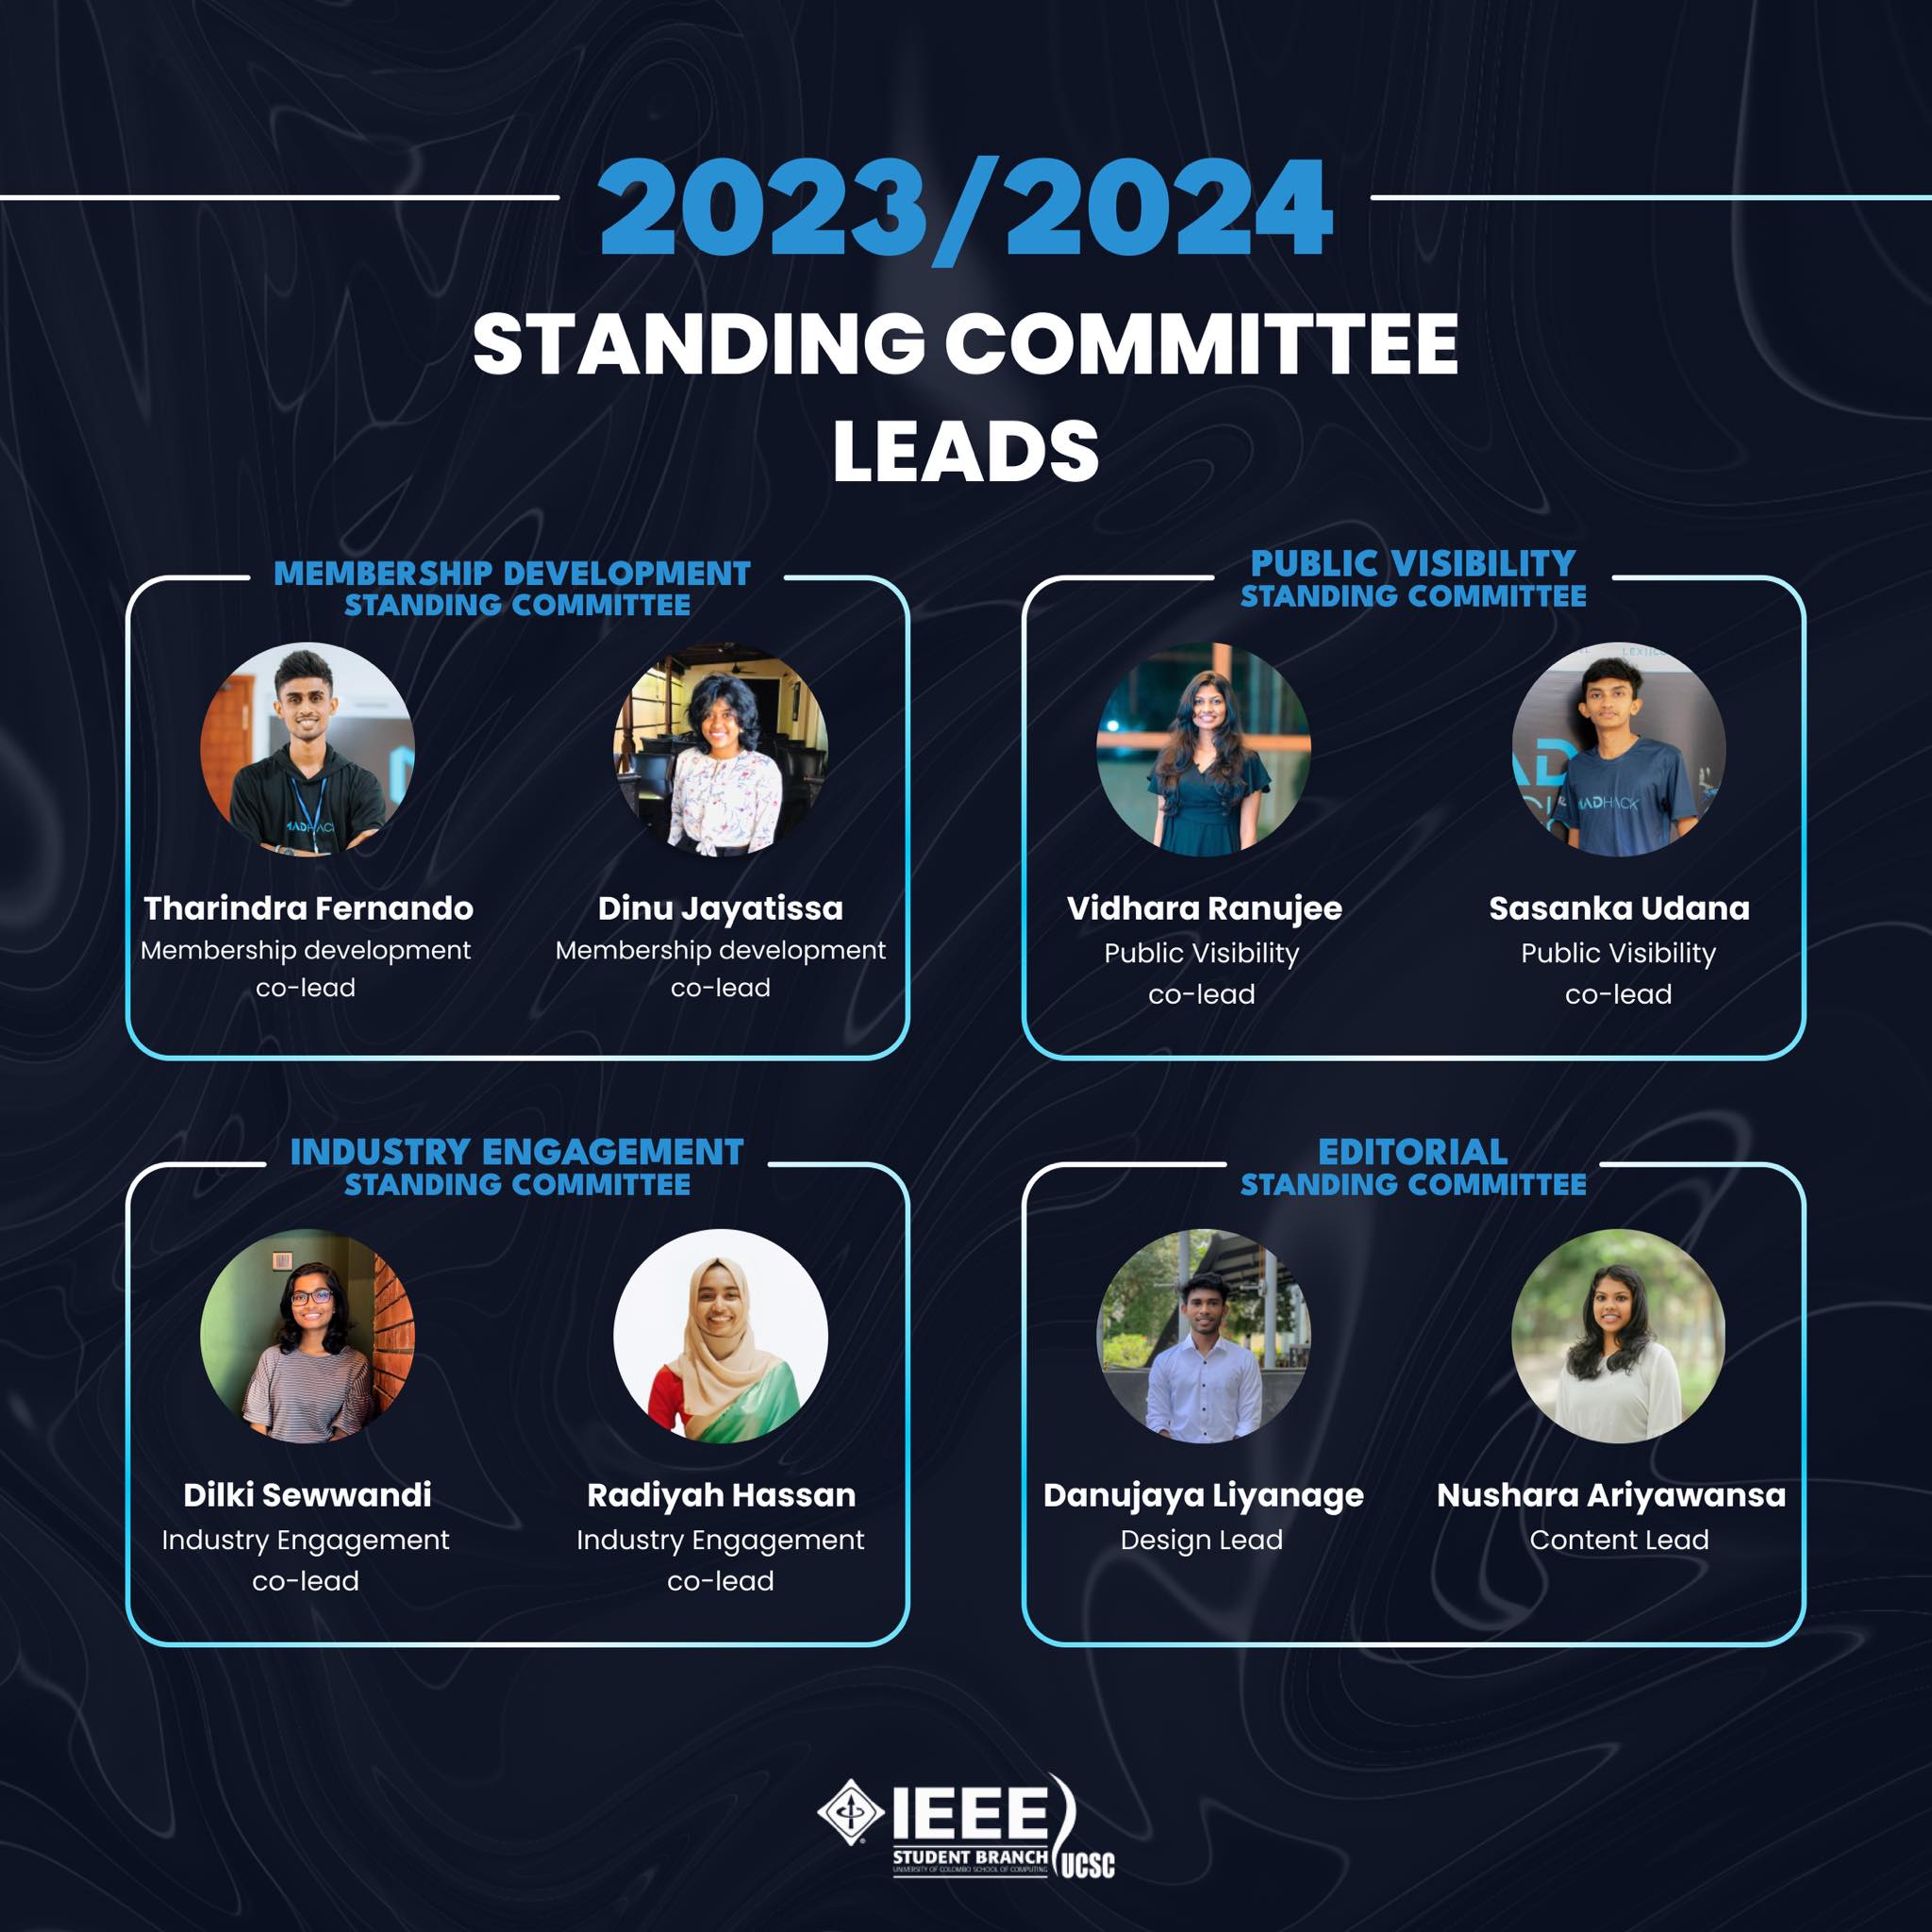 2023/2024
STANDING COMMITTEE
LEADS
MEMBERSHIP DEVELOPMENT
STANDING COMMITTEE
Tharindra Fernando
Membership development
co-lead
Dinu Jayatissa
Membership development
co-lead
PUBLIC VISIBILITY
STANDING COMMITTEE
MADHACK
Vidhara Ranujee
Public Visibility
co-lead
Sasanka Udana
Public Visibility
co-lead
INDUSTRY ENGAGEMENT
STANDING COMMITTEE
Dilki Sewwandi
Industry Engagement
co-lead
Radiyah Hassan
Industry Engagement
co-lead
EDITORIAL
STANDING COMMITTEE
Danujaya Liyanage
Design Lead
Nushara Ariyawansa
Content Lead
IEEE
STUDENT BRANCH
UNIVERSITY OF COLOMBO SCHOOL OF COMPUTING
UCSC